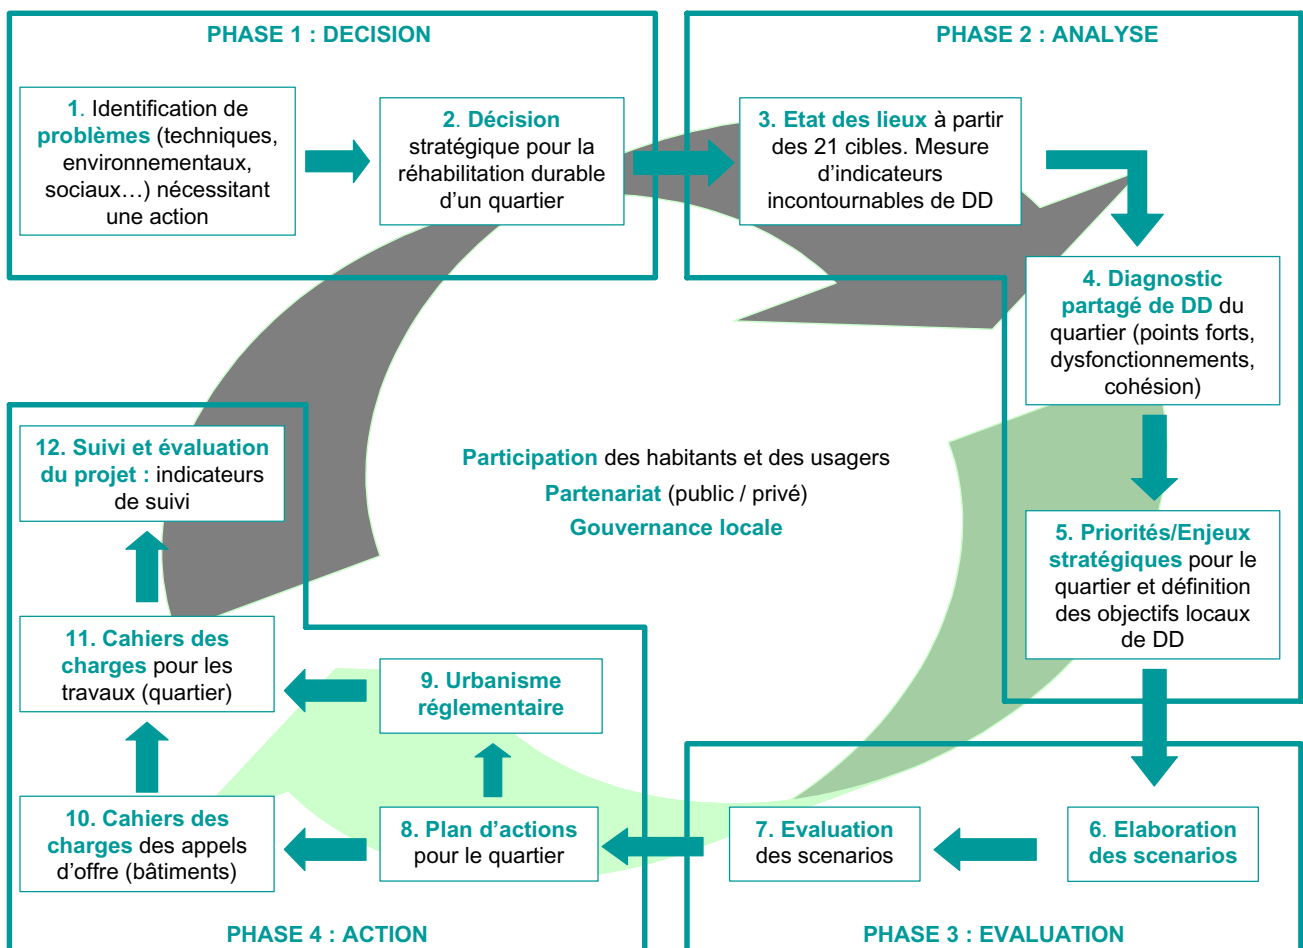 PHASE 1 : DECISION
1. Identification de
problèmes (techniques,
environnementaux,
sociaux…) nécessitant
une action
2. Décision
stratégique pour la
réhabilitation durable
d’un quartier
PHASE 2 : ANALYSE
3. Etat des lieux à partir
des 21 cibles. Mesure
d’indicateurs
incontournables de DD
4. Diagnostic
partagé de DD du
quartier (points forts,
dysfonctionnements,
cohésion)
5. Priorités/Enjeux
stratégiques pour le
quartier et définition
des objectifs locaux
de DD
Participation des habitants et des usagers
Partenariat (public / privé)
Gouvernance locale
6. Elaboration
des scenarios
7. Evaluation
des scenarios
PHASE 3 : EVALUATION
8. Plan d’actions
pour le quartier
9. Urbanisme
réglementaire
10. Cahiers des
charges des appels
d’offre (bâtiments)
11. Cahiers des
charges pour les
travaux (quartier)
12. Suivi et évaluation
du projet : indicateurs
de suivi
PHASE 4 : ACTION